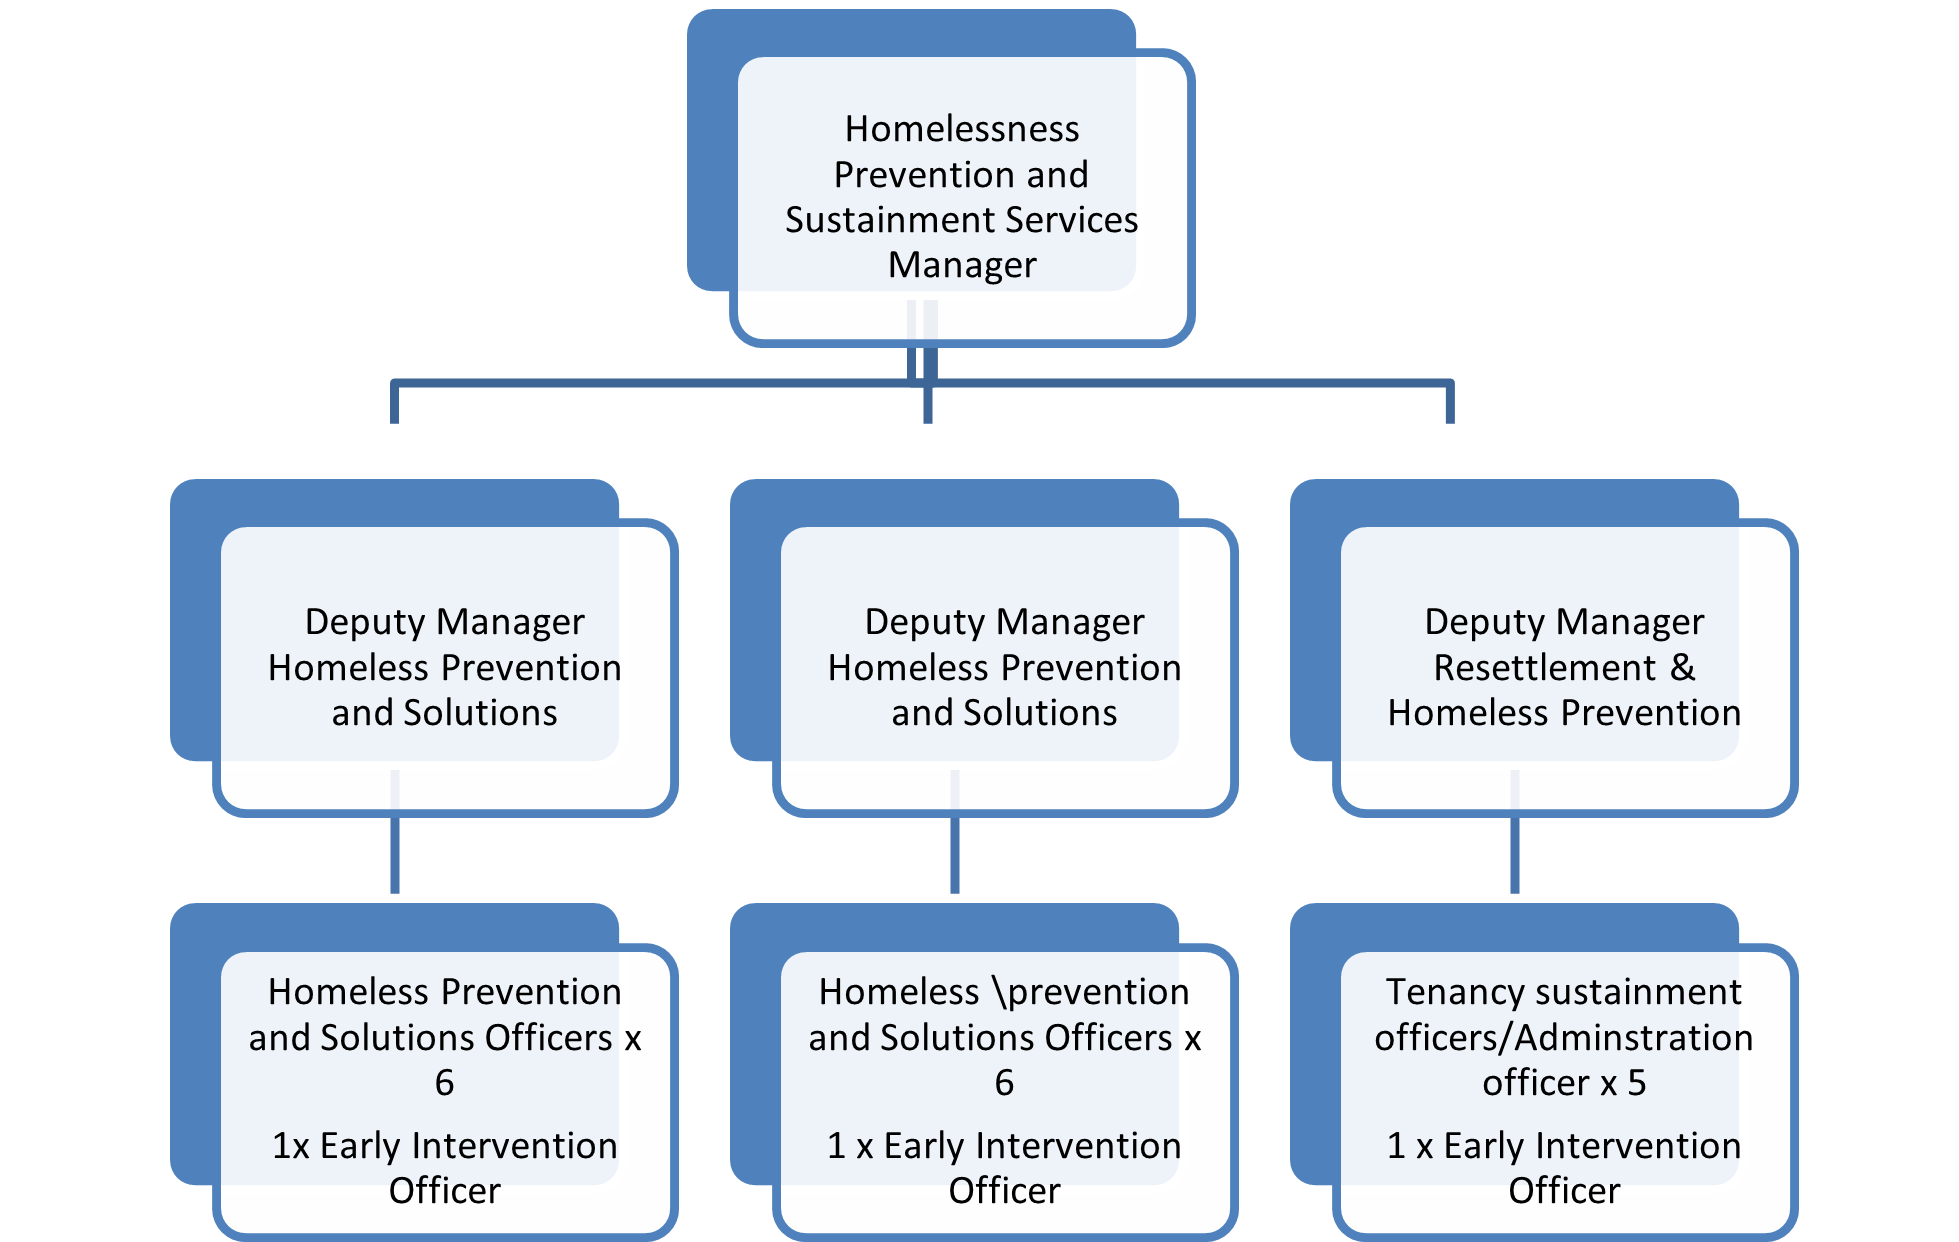 Homelessness
Prevention and
Sustainment Services
Manager
Deputy Manager
Homeless Prevention
and Solutions
Deputy Manager
Homeless Prevention
and Solutions
Deputy Manager
Resettlement &
Homeless Prevention
Homeless Prevention
and Solutions Officers x
6
1x Early Intervention
Officer
Homeless \prevention
and Solutions Officers x
6
1 x Early Intervention
Officer
Tenancy sustainment
officers/Adminstration
officer x 5
1 x Early Intervention
Officer